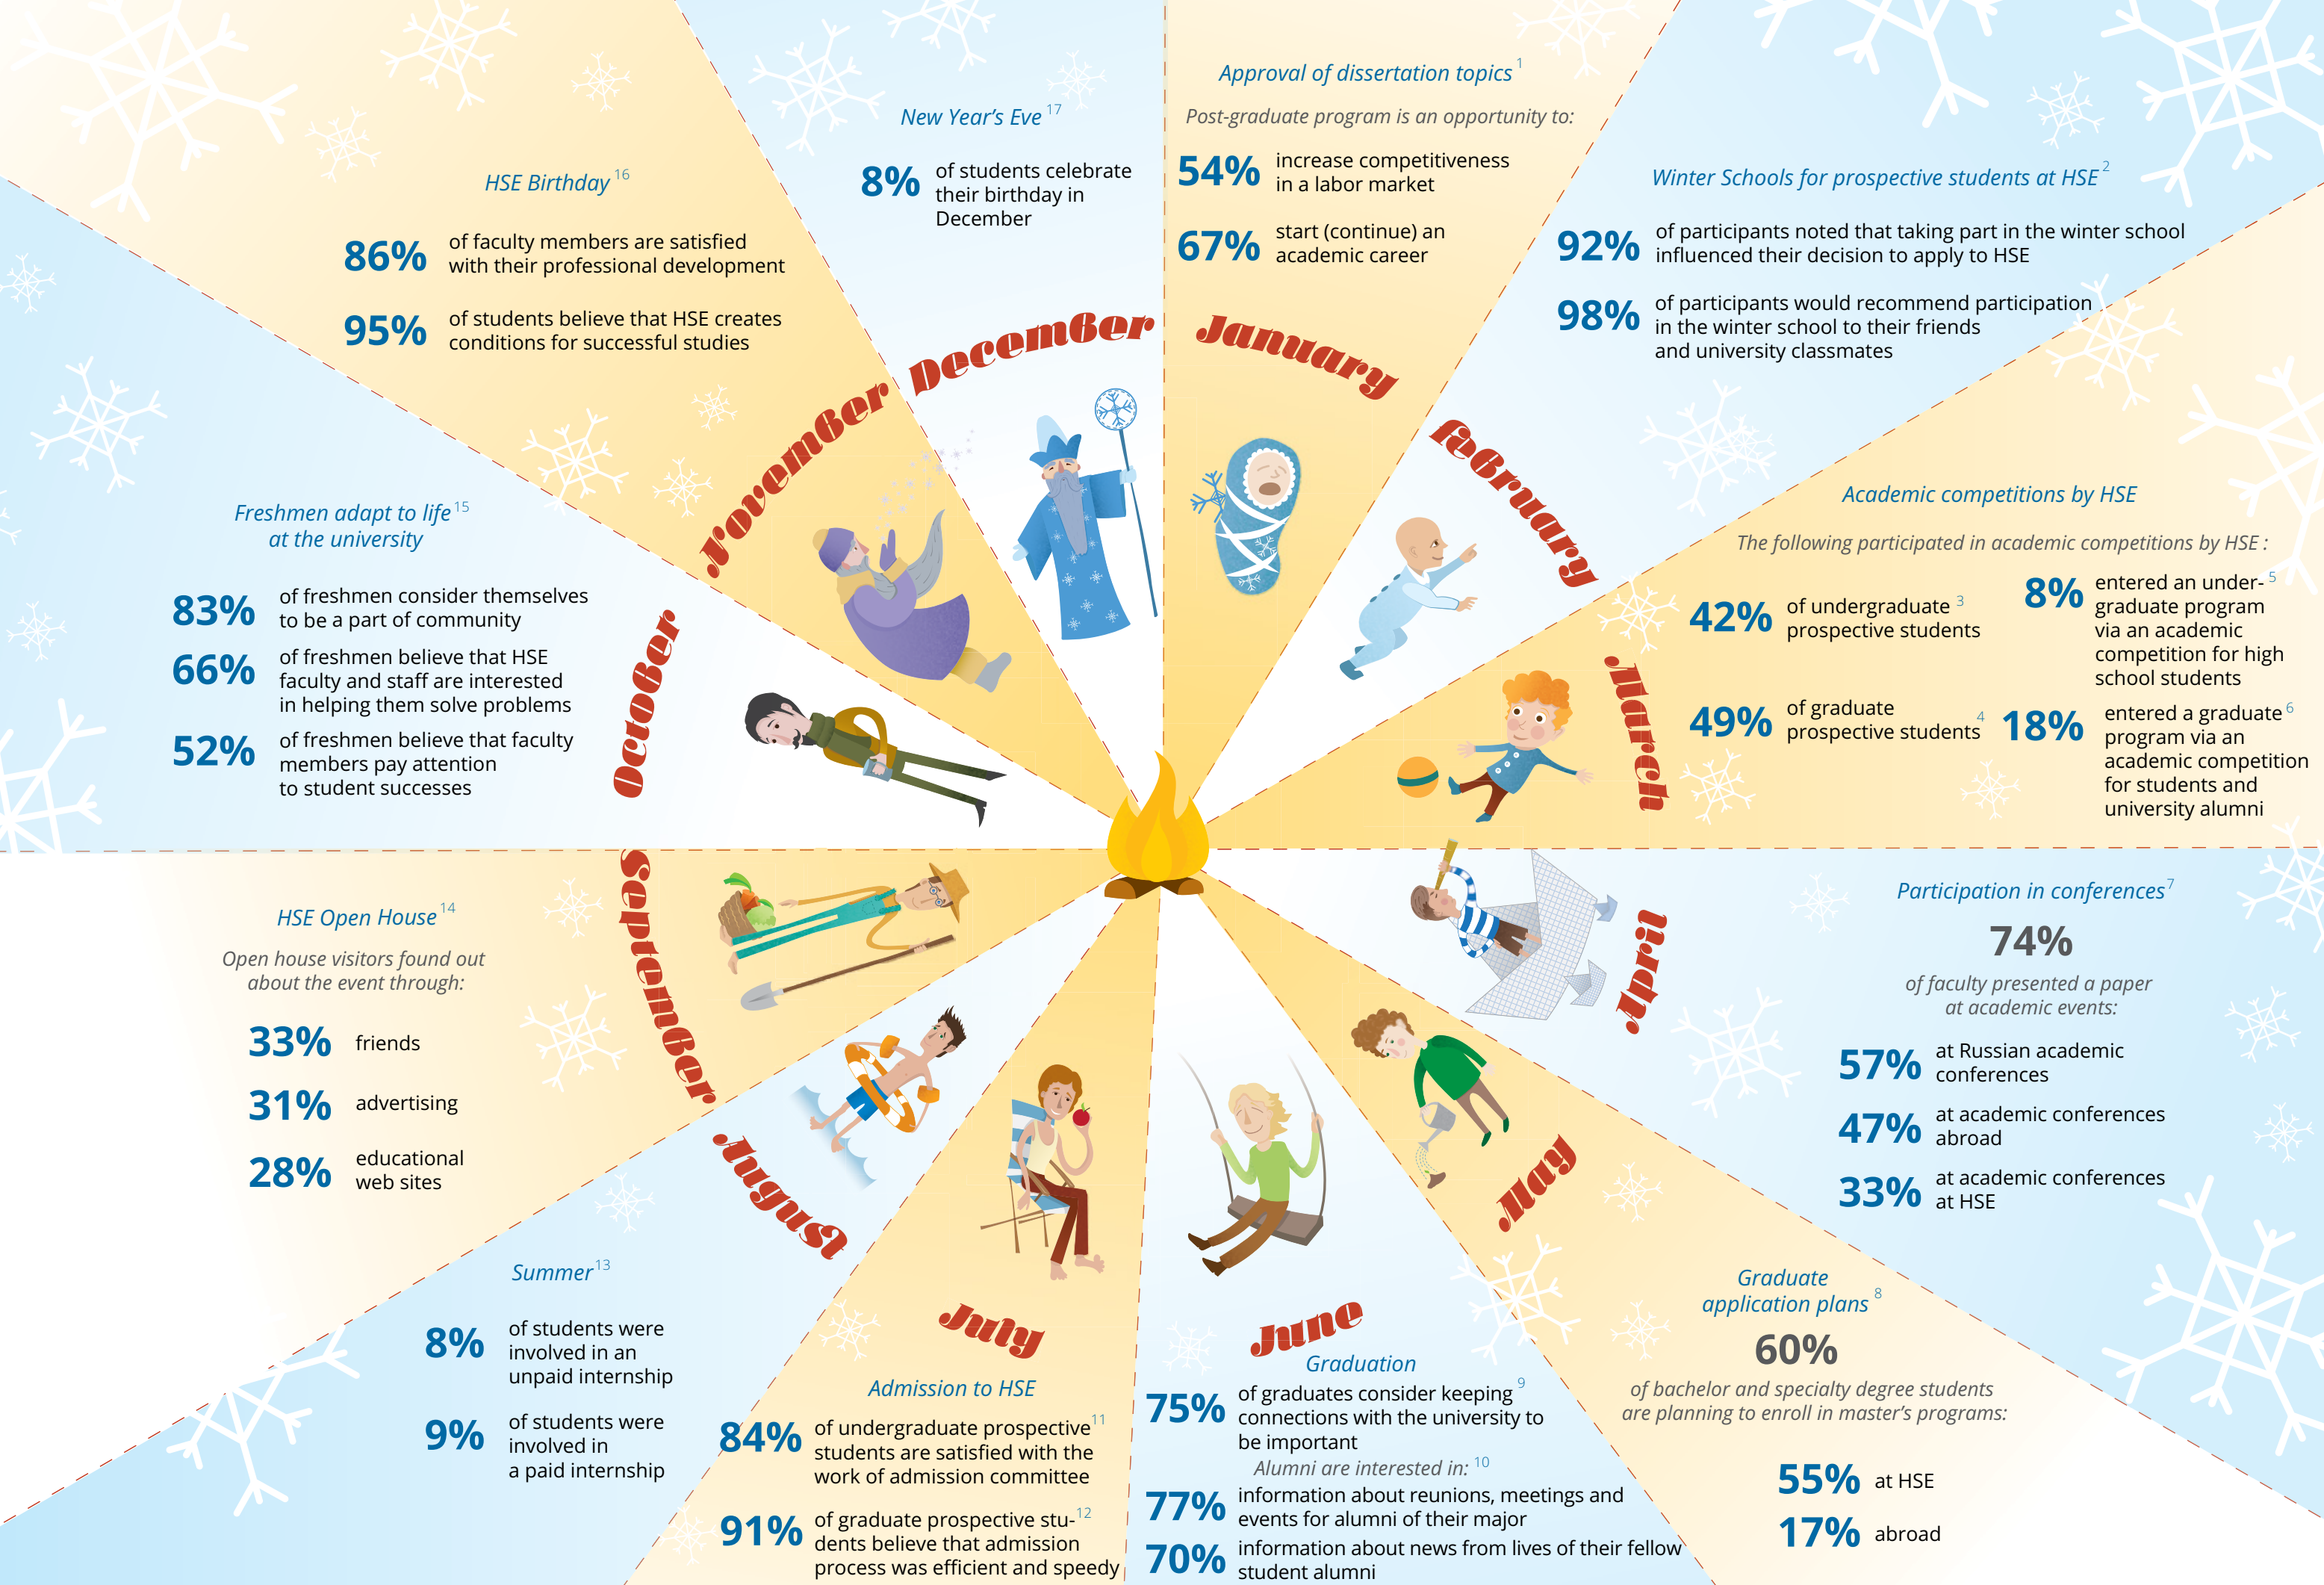 Approval of dissertation topics 1
Post-graduate program is an opportunity to:
54% increase competitiveness
in a labor market
67% start (continue) an
academic career
January
Winter Schools for prospective students at HSE 2
92% of participants noted that taking part in the winter school
influenced their decision to apply to HSE
98% of participants would recommend participation
in the winter school to their friends
and university classmates
February
Academic competitions by HSE
The following participated in academic competitions by HSE :
42% of undergraduate 3
prospective students
49% of graduate
prospective students 4
8% entered an under- 5
graduate program
via an academic
competition for high
school students
18% entered a graduate 6
program via an
academic competition
for students and
university alumni
March
Participation in conferences 7
74%
of faculty presented a paper
at academic events:
57% at Russian academic
conferences
47% at academic conferences
abroad
33% at academic conferences
at HSE
April
Graduate
application plans 8
60%
of bachelor and specialty degree students
are planning to enroll in master's programs:
55% at HSE
17% abroad
May
June
Graduation
75% of graduates consider keeping 9
connections with the university to
be important
Alumni are interested in: 10
77% information about reunions, meetings and
events for alumni of their major
70% information about news from lives of their fellow
student alumni
July
Admission to HSE
84% of undergraduate prospective 11
students are satisfied with the
work of admission committee
91% of graduate prospective stu- 12
dents believe that admission
process was efficient and speedy
August
Summer 13
8% of students were
involved in an
unpaid internship
9% of students were
involved in
a paid internship
September
HSE Open House 14
Open house visitors found out
about the event through:
33% friends
31% advertising
28% educational
web sites
October
Freshmen adapt to life 15
at the university
83% of freshmen consider themselves
to be a part of community
66% of freshmen believe that HSE
faculty and staff are interested
in helping them solve problems
52% of freshmen believe that faculty
members pay attention
to student successes
November
HSE Birthday 16
86% of faculty members are satisfied
with their professional development
95% of students believe that HSE creates
conditions for successful studies
December
New Year's Eve 17
8% of students celebrate
their birthday in
December